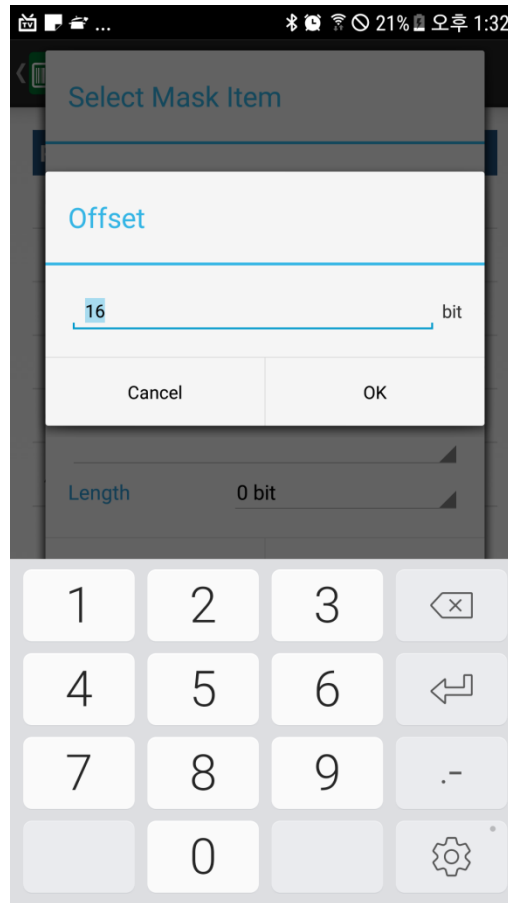 ... 21% 오후 1:32
Select Mask Item
Offset
16 bit
Cancel OK
Length 0 bit
1 2 3
4 5 6
7 8 9 .-
0